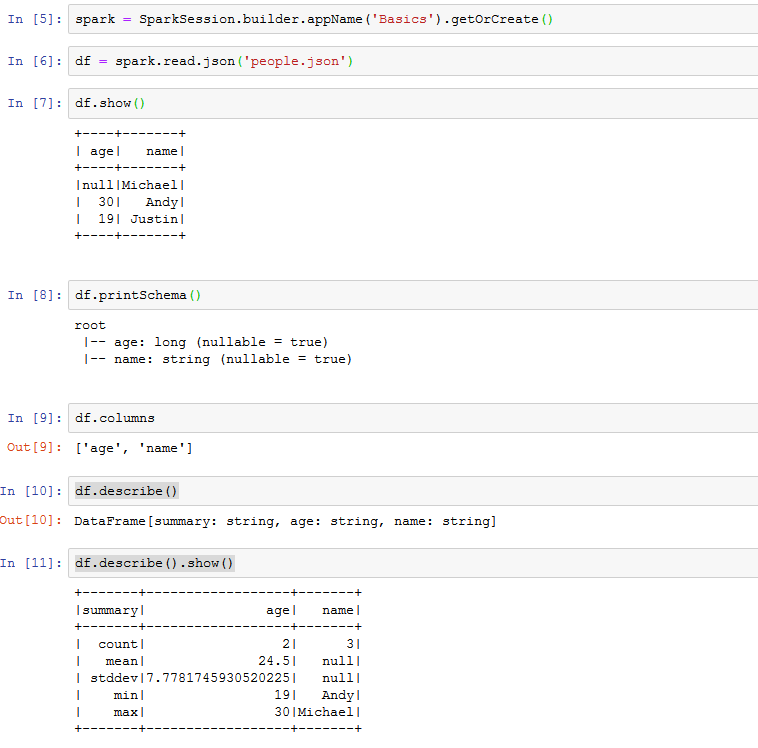 In [5]: spark = SparkSession.builder.appName('Basics').getOrCreate()
In [6]: df = spark.read.json('people.json')
In [7]: df.show()
+----+-------+
| age|   name|
+----+-------+
|null|Michael|
|  30|   Andy|
|  19| Justin|
+----+-------+
In [8]: df.printSchema()
root
 |-- age: long (nullable = true)
 |-- name: string (nullable = true)
In [9]: df.columns
Out[9]: ['age', 'name']
In [10]: df.describe()
Out[10]: DataFrame[summary: string, age: string, name: string]
In [11]: df.describe().show()
+-------+------------------+-------+
|summary|               age|   name|
+-------+------------------+-------+
|  count|                 2|      3|
|   mean|              24.5|   null|
| stddev|7.7781745930520225|   null|
|    min|                19|   Andy|
|    max|                30|Michael|
+-------+------------------+-------+